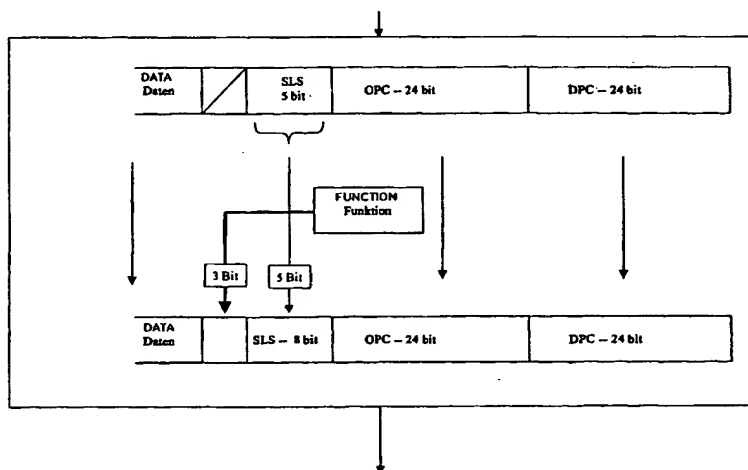 DATA
Daten
SLS
5 bit
OPC – 24 bit
DPC – 24 bit
FUNCTION
Funktion
3 Bit
5 Bit
DATA
Daten
SLS – 8 bit
OPC – 24 bit
DPC – 24 bit